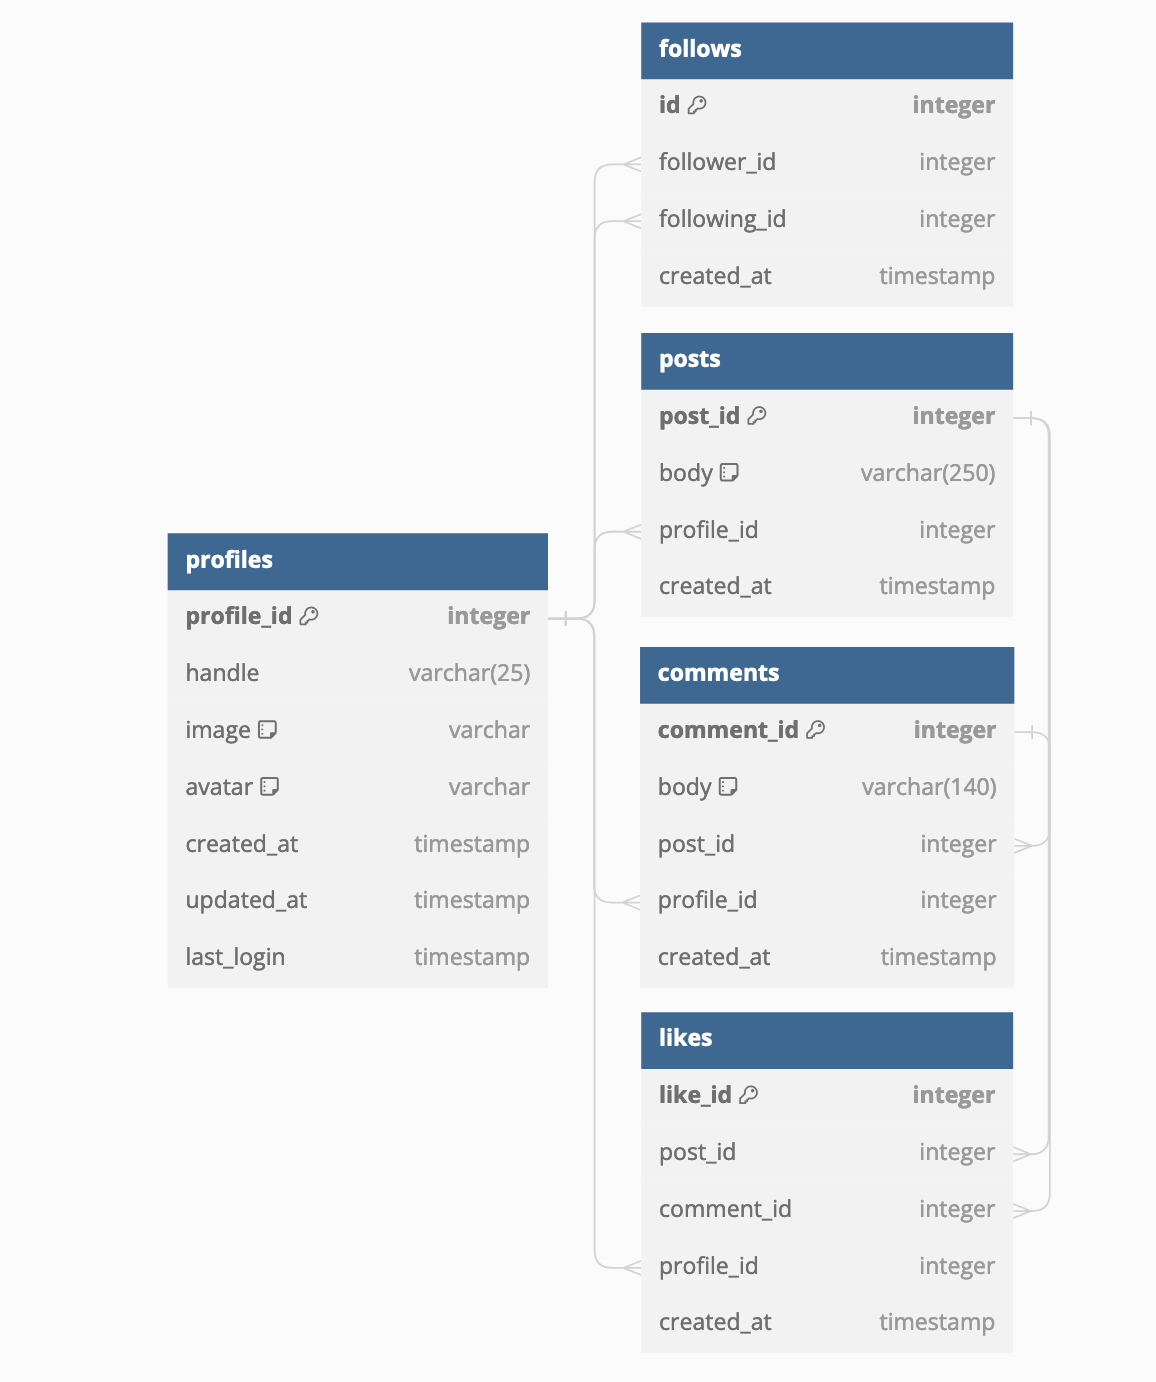 follows
id integer
follower_id integer
following_id integer
created_at timestamp
posts
post_id integer
body varchar(250)
profile_id integer
created_at timestamp
profiles
profile_id integer
handle varchar(25)
image varchar
avatar varchar
created_at timestamp
updated_at timestamp
last_login timestamp
comments
comment_id integer
body varchar(140)
post_id integer
profile_id integer
created_at timestamp
likes
like_id integer
post_id integer
comment_id integer
profile_id integer
created_at timestamp